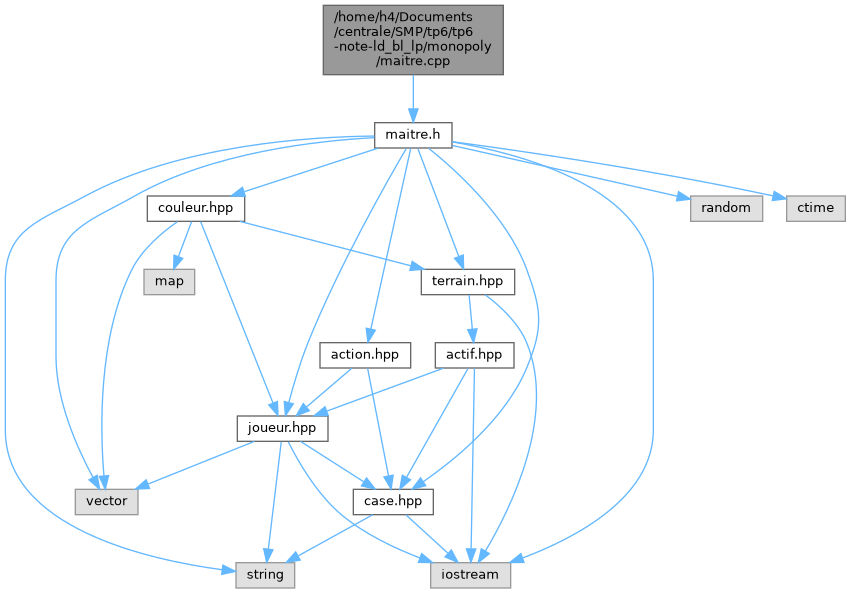 /home/h4/Documents
/centrale/SMP/tp6/tp6
-note-ld_bl_lp/monopoly
/maitre.cpp
maitre.h
couleur.hpp
random
ctime
map
terrain.hpp
action.hpp
actif.hpp
joueur.hpp
vector
case.hpp
string
iostream